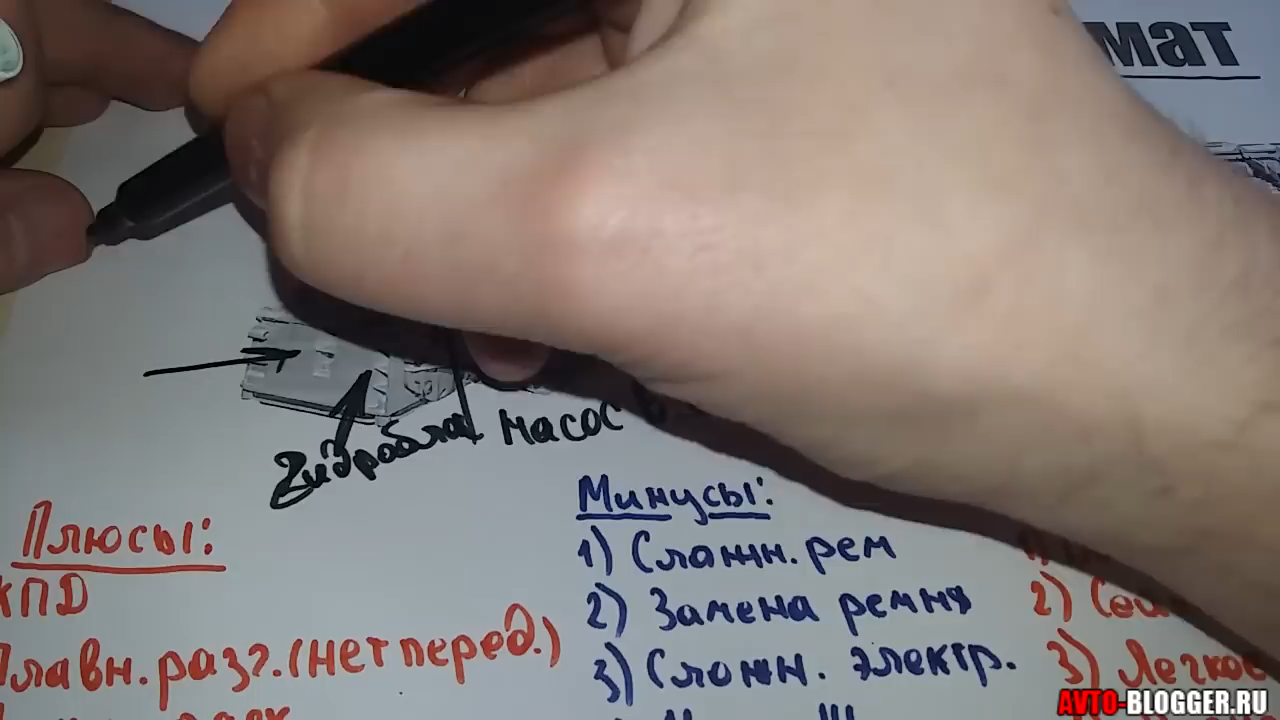 мат
Гидроблок насос
Плюсы:
КПД
Плавн. разг. (нет перед.)
Минусы:
1) Сложн. рем
2) Замена ремня
3) Сложн. электр.
2)
3) Легкос
AVTO-BLOGGER.RU